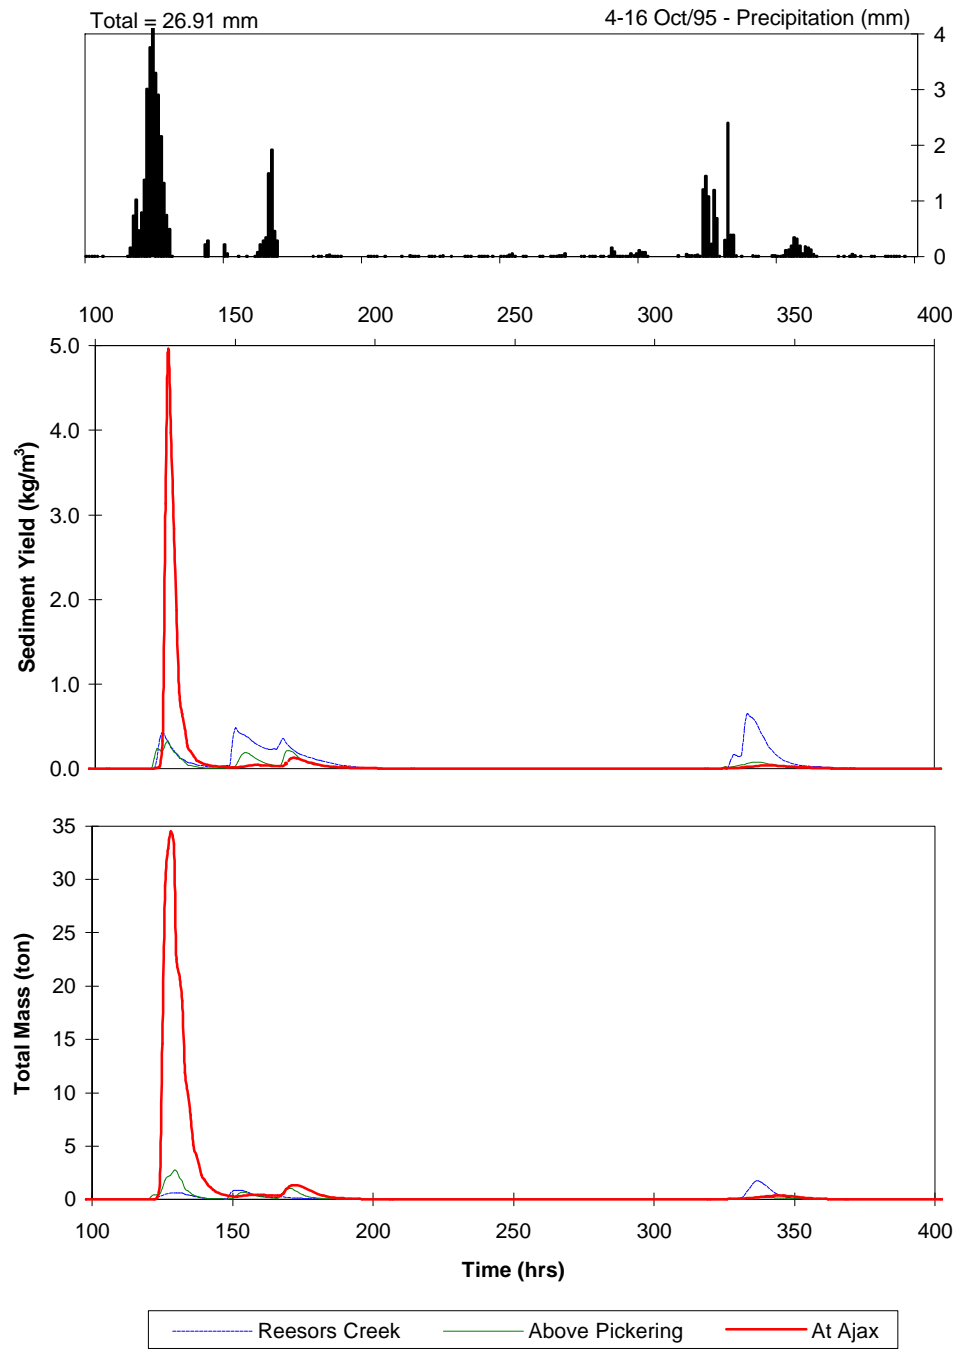 Total = 26.91 mm
4-16 Oct/95 - Precipitation (mm)
4
3
2
1
0
100 150 200 250 300 350 400
5.0
4.0
3.0
2.0
1.0
0.0
Sediment Yield (kg/m³)
35
30
25
20
15
10
5
0
Total Mass (ton)
100 150 200 250 300 350 400
Time (hrs)
Reesors Creek Above Pickering At Ajax